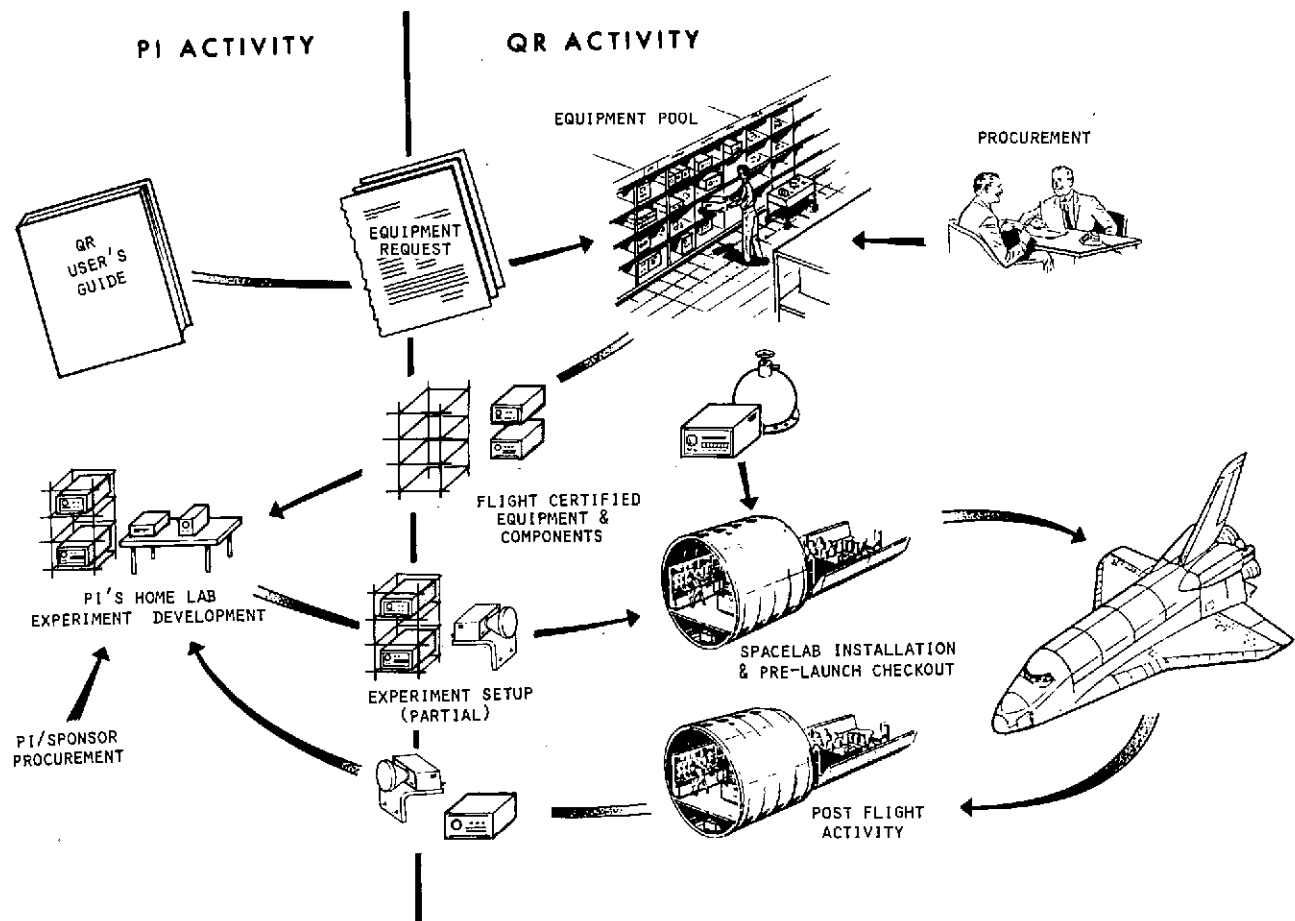 PI ACTIVITY
QR ACTIVITY
EQUIPMENT POOL
PROCUREMENT
QR
USER'S
GUIDE
EQUIPMENT
REQUEST
FLIGHT CERTIFIED
EQUIPMENT &
COMPONENTS
PI'S HOME LAB
EXPERIMENT DEVELOPMENT
SPACELAB INSTALLATION
& PRE-LAUNCH CHECKOUT
EXPERIMENT SETUP
(PARTIAL)
PI/SPONSOR
PROCUREMENT
POST FLIGHT
ACTIVITY